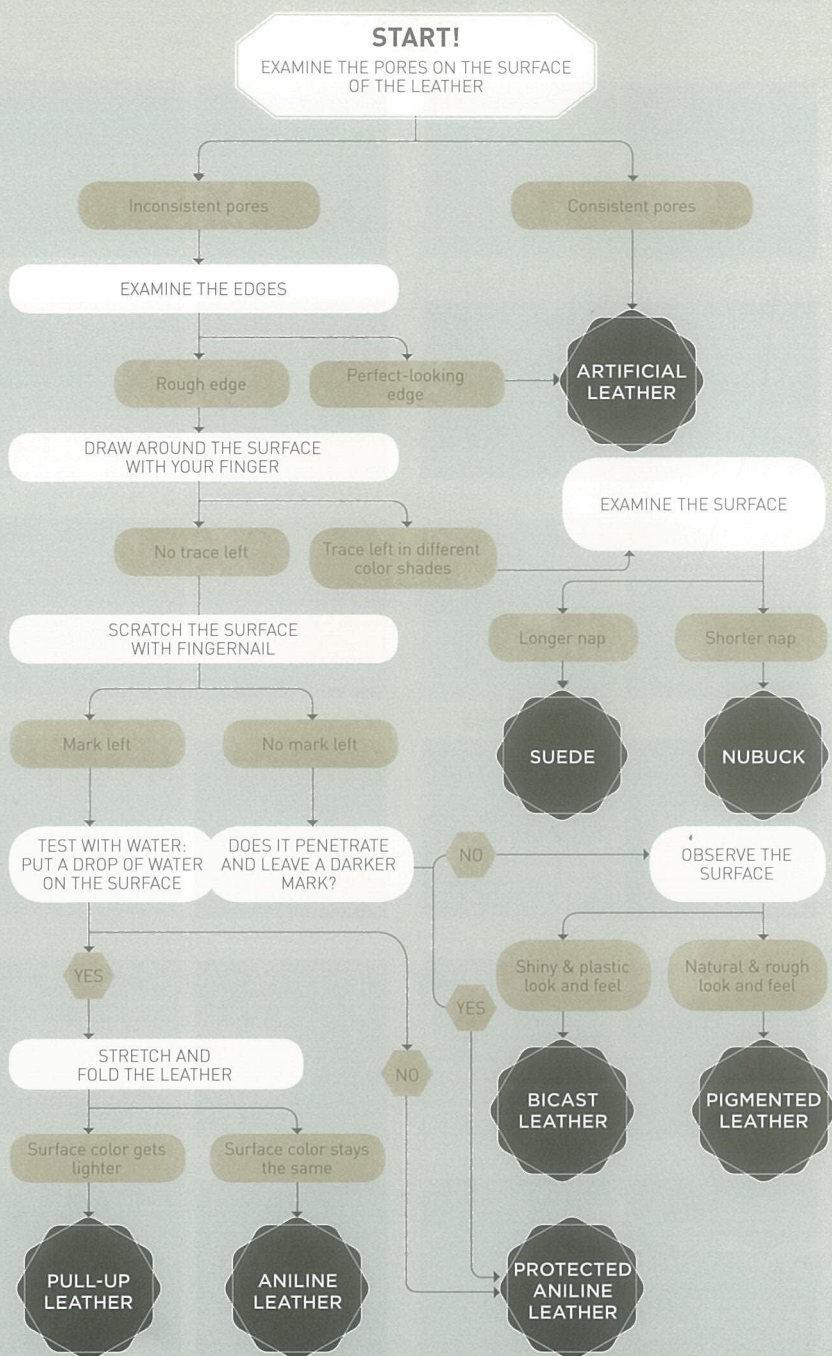 START!
EXAMINE THE PORES ON THE SURFACE
OF THE LEATHER
Inconsistent pores
Consistent pores
EXAMINE THE EDGES
Rough edge
Perfect-looking
edge
ARTIFICIAL
LEATHER
DRAW AROUND THE SURFACE
WITH YOUR FINGER
EXAMINE THE SURFACE
No trace left
Trace left in different
color shades
SCRATCH THE SURFACE
WITH FINGERNAIL
Longer nap
Shorter nap
Mark left
No mark left
SUEDE
NUBUCK
TEST WITH WATER:
PUT A DROP OF WATER
ON THE SURFACE
DOES IT PENETRATE
AND LEAVE A DARKER
MARK?
NO
OBSERVE THE
SURFACE
YES
Shiny & plastic
look and feel
Natural & rough
look and feel
YES
STRETCH AND
FOLD THE LEATHER
NO
BICAST
LEATHER
PIGMENTED
LEATHER
Surface color gets
lighter
Surface color stays
the same
PULL-UP
LEATHER
ANILINE
LEATHER
PROTECTED
ANILINE
LEATHER